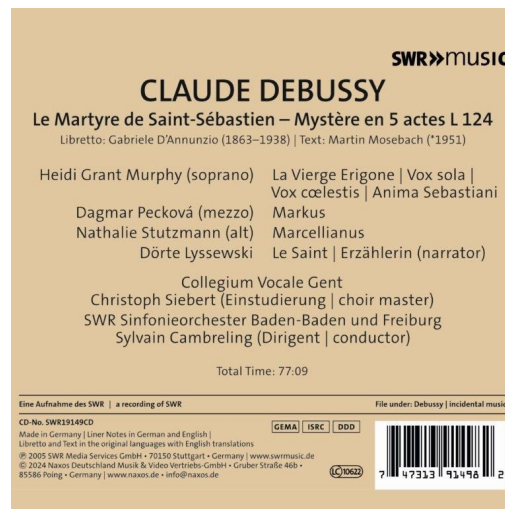 SWR»MUSIC
CLAUDE DEBUSSY
Le Martyre de Saint-Sébastien – Mystère en 5 actes L 124
Libretto: Gabriele D'Annunzio (1863–1938) | Text: Martin Mosebach (*1951)
Heidi Grant Murphy (soprano) La Vierge Erigone | Vox sola |
Vox cœlestis | Anima Sebastiani
Dagmar Pecková (mezzo) Markus
Nathalie Stutzmann (alt) Marcellianus
Dörte Lyssewski Le Saint | Erzählerin (narrator)
Collegium Vocale Gent
Christoph Siebert (Einstudierung | choir master)
SWR Sinfonieorchester Baden-Baden und Freiburg
Sylvain Cambreling (Dirigent | conductor)
Total Time: 77:09
Eine Aufnahme des SWR | a recording of SWR File under: Debussy | incidental music
CD-No. SWR19149CD
GEMA ISRC DDD
Made in Germany | Liner Notes in German and English |
Libretto and Text in the original languages with English translations
℗ 2005 SWR Media Services GmbH • 70150 Stuttgart • Germany | www.swrmusic.de
© 2024 Naxos Deutschland Musik & Video Vertriebs-GmbH • Gruber Straße 46b •
85586 Poing • Germany | www.naxos.de • info@naxos.de
LC 10622
7 47313 91498 2